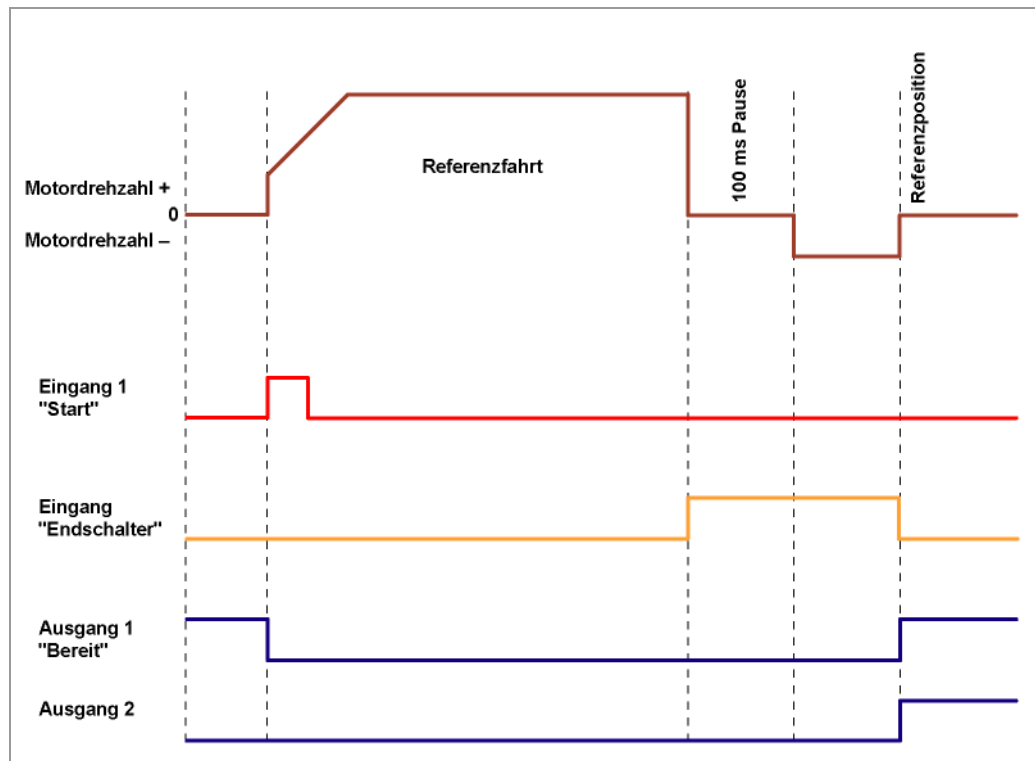 100 ms Pause
Referenzposition
Referenzfahrt
Motordrehzahl +
0
Motordrehzahl –
Eingang 1
"Start"
Eingang
"Endschalter"
Ausgang 1
"Bereit"
Ausgang 2